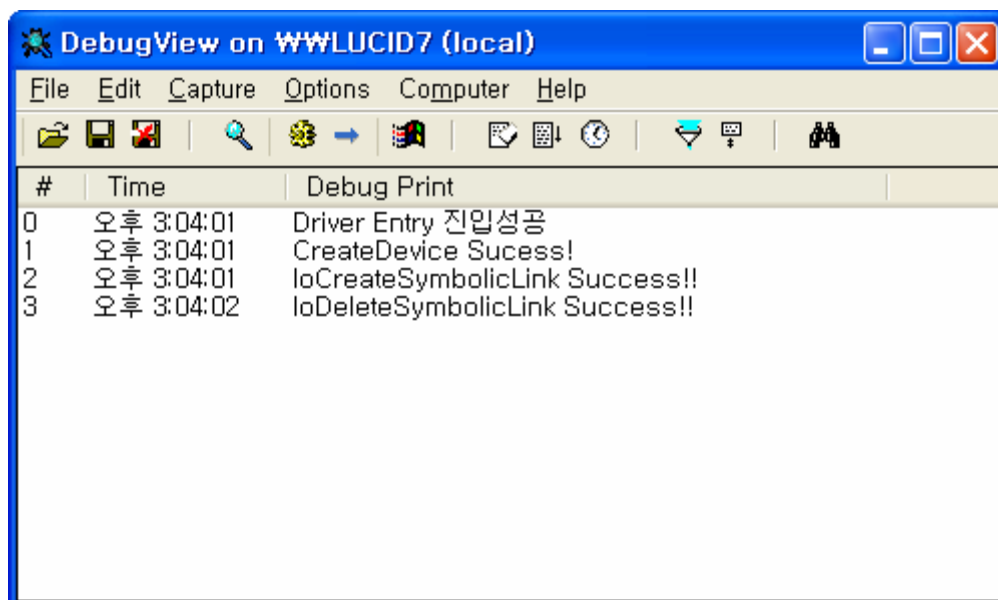 DebugView on ₩₩LUCID7 (local)
File Edit Capture Options Computer Help
# Time Debug Print
0 오후 3:04:01 Driver Entry 진입성공
1 오후 3:04:01 CreateDevice Sucess!
2 오후 3:04:01 IoCreateSymbolicLink Success!!
3 오후 3:04:02 IoDeleteSymbolicLink Success!!